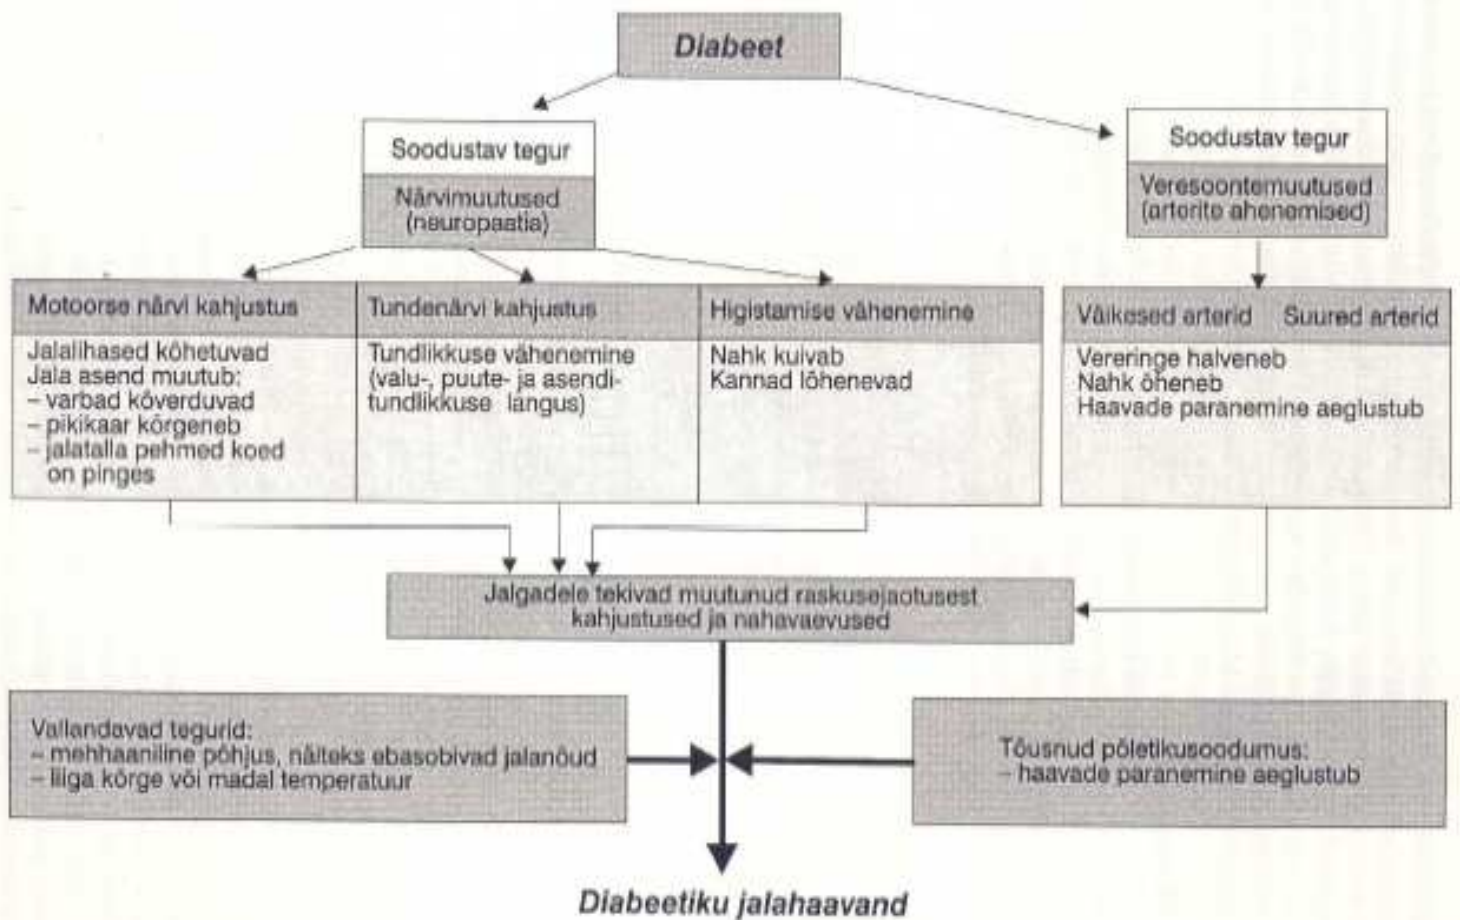 Diabeet
Soodustav tegur
Närvimuutused
(neuropaatia)
Soodustav tegur
Veresoontemuutused
(arterite ahenemised)
Motoorse närvi kahjustus
Jalalihased kõhetuvad
Jala asend muutub:
– varbad kõverduvad
– pikikaar kõrgeneb
– jalatalla pehmed koed
on pinges
Tundenärvi kahjustus
Tundlikkuse vähenemine
(valu-, puute- ja asendi-
tundlikkuse langus)
Higistamise vähenemine
Nahk kuivab
Kannad lõhenevad
Väikesed arterid Suured arterid
Vereringe halveneb
Nahk õheneb
Haavade paranemine aeglustub
Jalgadele tekivad muutunud raskusejaotusest
kahjustused ja nahavaevused
Vallandavad tegurid:
– mehhaaniline põhjus, näiteks ebasobivad jalanõud
– liiga kõrge või madal temperatuur
Tõusnud põletikusoodumus:
– haavade paranemine aeglustub
Diabeetiku jalahaavand